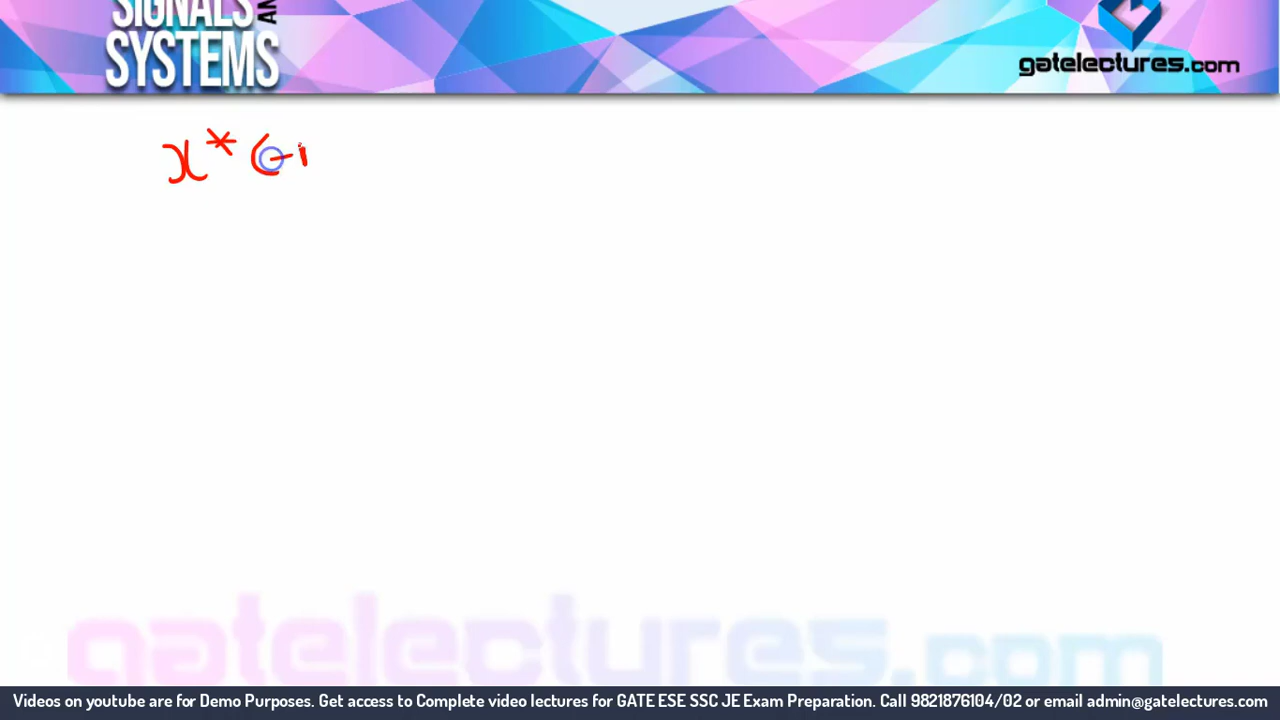 SIGNALS AND
SYSTEMS
gatelectures.com
x* (-
gatelectures.com
Videos on youtube are for Demo Purposes. Get access to Complete video lectures for GATE ESE SSC JE Exam Preparation. Call 9821876104/02 or email admin@gatelectures.com